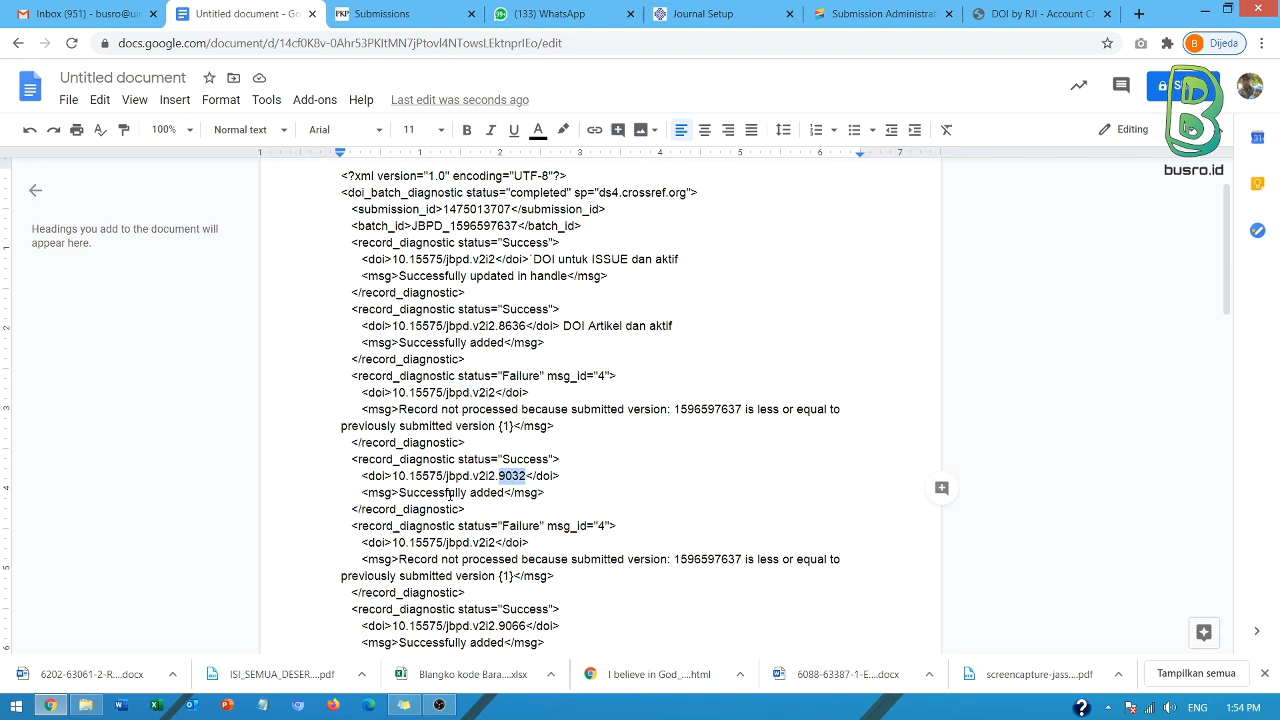 Inbox (951) - busro@uin
Untitled document - Go
Submissions
(133) WhatsApp
Journal Setup
Submission Administrat
DOI by RJI - Account Cr
Dijeda
Untitled document
File Edit View Insert Format Tools Add-ons Help Last edit was seconds ago
100% Normal text Arial Editing
busro.id
Headings you add to the document will
appear here.
<?xml version="1.0" encoding="UTF-8"?>
<doi_batch_diagnostic status="completed" sp="ds4.crossref.org">
<submission_id>1475013707</submission_id>
<batch_id>JBPD_1596597637</batch_id>
<record_diagnostic status="Success">
<doi>10.15575/jbpd.v2i2</doi>`DOI untuk ISSUE dan aktif
<msg>Successfully updated in handle</msg>
</record_diagnostic>
<record_diagnostic status="Success">
<doi>10.15575/jbpd.v2i2.8636</doi> DOI Artikel dan aktif
<msg>Successfully added</msg>
</record_diagnostic>
<record_diagnostic status="Failure" msg_id="4">
<doi>10.15575/jbpd.v2i2</doi>
<msg>Record not processed because submitted version: 1596597637 is less or equal to
previously submitted version {1}</msg>
</record_diagnostic>
<record_diagnostic status="Success">
<doi>10.15575/jbpd.v2i2.9032</doi>
<msg>Successfully added</msg>
</record_diagnostic>
<record_diagnostic status="Failure" msg_id="4">
<doi>10.15575/jbpd.v2i2</doi>
<msg>Record not processed because submitted version: 1596597637 is less or equal to
previously submitted version {1}</msg>
</record_diagnostic>
<record_diagnostic status="Success">
<doi>10.15575/jbpd.v2i2.9066</doi>
<msg>Successfully added</msg>
6202-63061-2-R....docx
ISI_SEMUA_DESER....pdf
Blangko kode Bara....xlsx
I believe in God_....html
6088-63387-1-E....docx
screencapture-jass....pdf
Tampilkan semua
ENG 1:54 PM